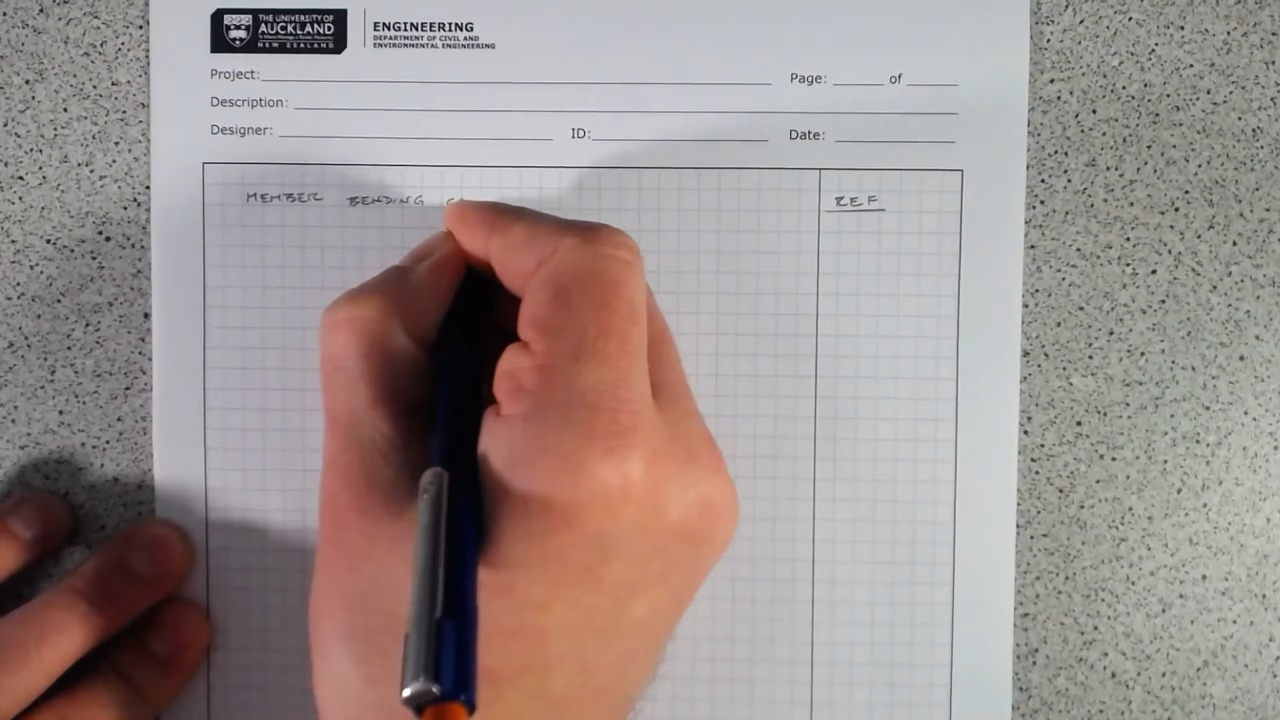 THE UNIVERSITY OF
AUCKLAND
NEW ZEALAND
ENGINEERING
DEPARTMENT OF CIVIL AND
ENVIRONMENTAL ENGINEERING
Project:
Page: of
Description:
Designer: ID: Date:
MEMBER BENDING
REF